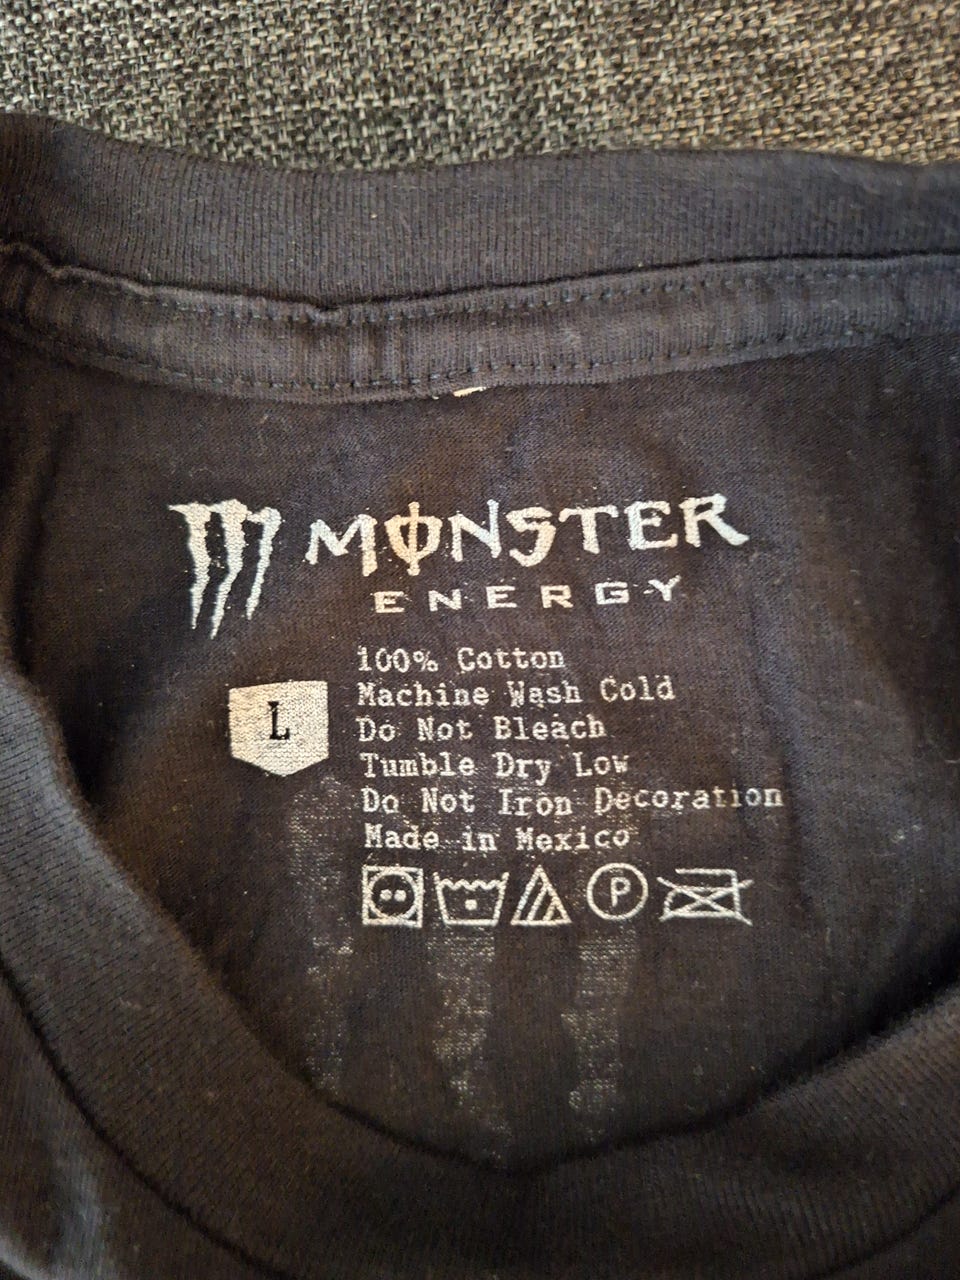 MONSTER
ENERGY
L
100% Cotton
Machine Wash Cold
Do Not Bleach
Tumble Dry Low
Do Not Iron Decoration
Made in Mexico
P